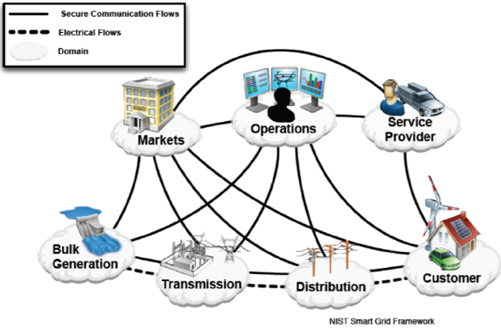 Secure Communication Flows
Electrical Flows
Domain
Markets
Operations
Service
Provider
Bulk
Generation
Transmission
Distribution
Customer
NIST Smart Grid Framework